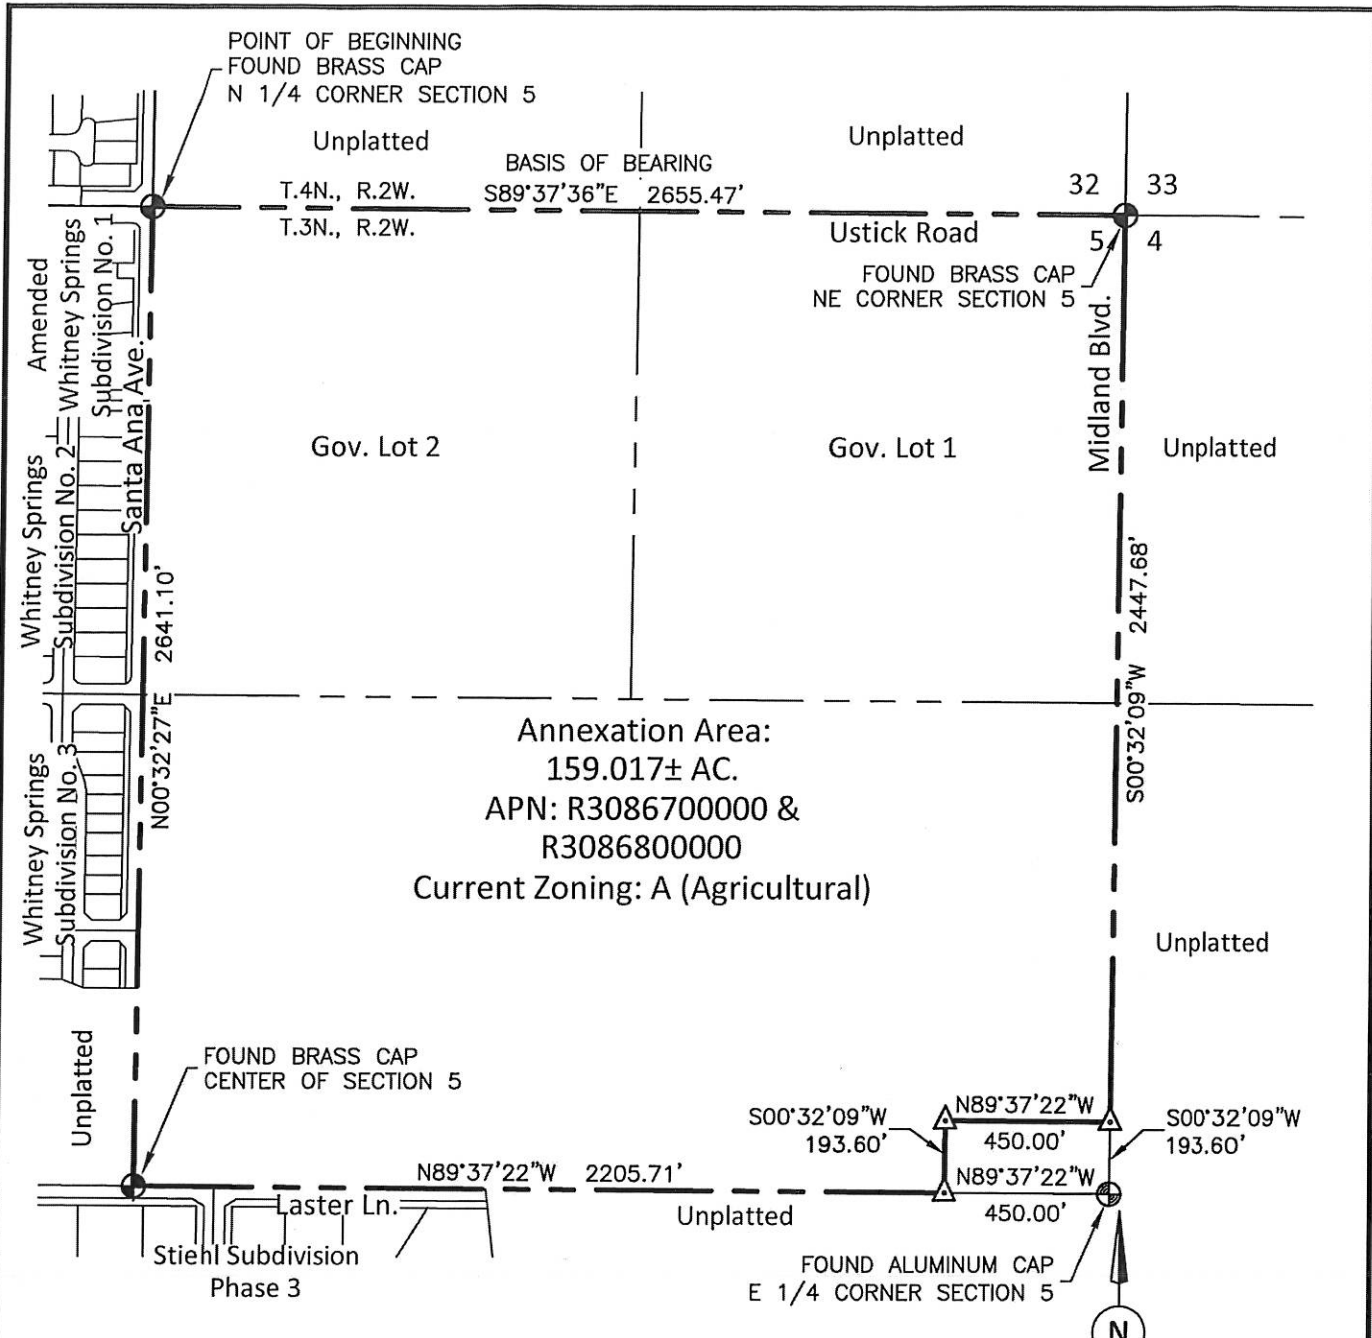 POINT OF BEGINNING
FOUND BRASS CAP
N 1/4 CORNER SECTION 5
Unplatted
Unplatted
BASIS OF BEARING
S89°37'36"E 2655.47'
T.4N., R.2W.
T.3N., R.2W.
32 33
5 4
Ustick Road
FOUND BRASS CAP
NE CORNER SECTION 5
Amended
Whitney Springs
Subdivision No. 1
Santa Ana Ave.
Midland Blvd.
Gov. Lot 2
Gov. Lot 1
Unplatted
Whitney Springs
Subdivision No. 2
N00°32'27"E 2641.10'
S00°32'09"W 2447.68'
Annexation Area:
159.017± AC.
APN: R3086700000 &
R3086800000
Current Zoning: A (Agricultural)
Whitney Springs
Subdivision No. 3
Unplatted
Unplatted
FOUND BRASS CAP
CENTER OF SECTION 5
S00°32'09"W
193.60'
N89°37'22"W
450.00'
S00°32'09"W
193.60'
N89°37'22"W 2205.71'
N89°37'22"W
450.00'
Laster Ln.
Unplatted
Stiehl Subdivision
Phase 3
FOUND ALUMINUM CAP
E 1/4 CORNER SECTION 5
N